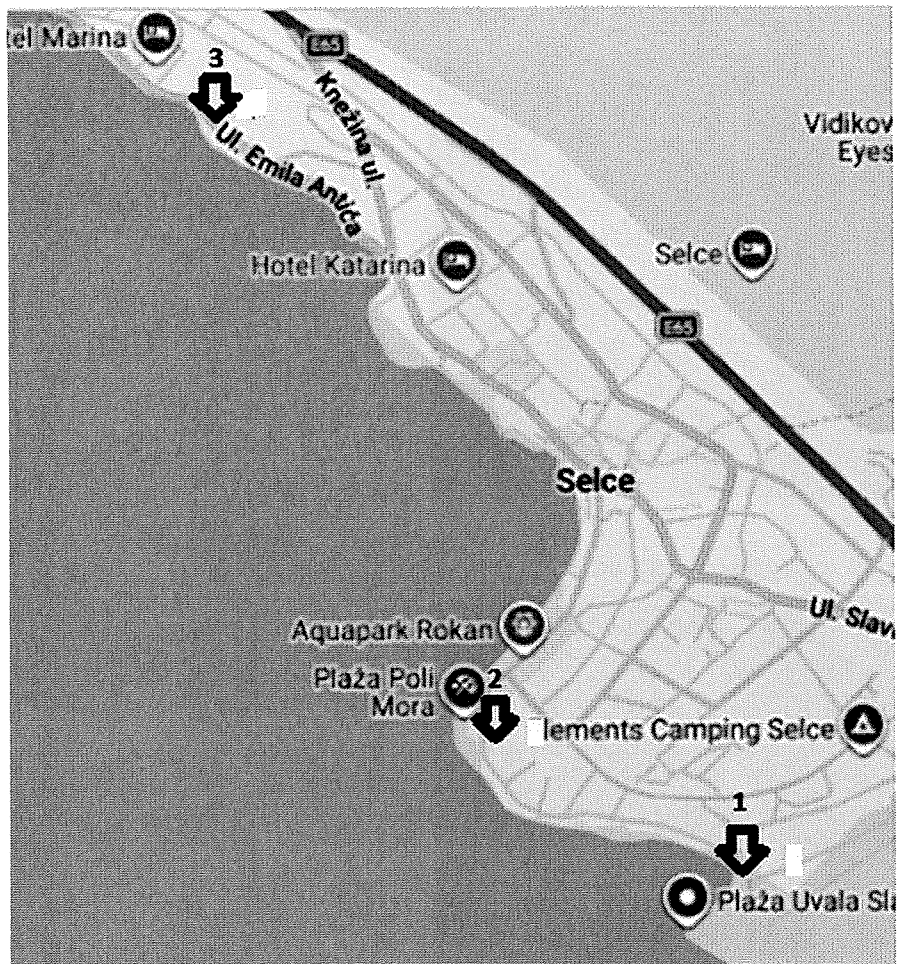 tel Marina
3
E65
Knežina ul.
Ul. Emila Antića
Vidikov
Eyes
Hotel Katarina
Selce
E65
Selce
Ul. Slav
Aquapark Rokan
Plaža Poli
Mora
2
lements Camping Selce
1
Plaža Uvala Sla